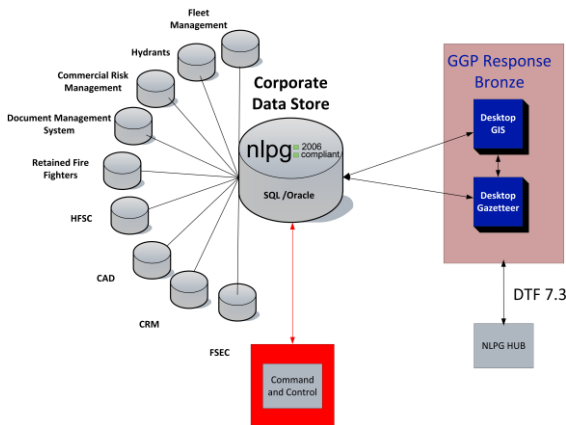 Fleet
Management
Hydrants
Commercial Risk
Management
Document Management
System
Retained Fire
Fighters
HFSC
CAD
CRM
FSEC
Corporate
Data Store
nlpg: 2006
compliant
SQL /Oracle
Command
and Control
GGP Response
Bronze
Desktop
GIS
Desktop
Gazetteer
DTF 7.3
NLPG HUB